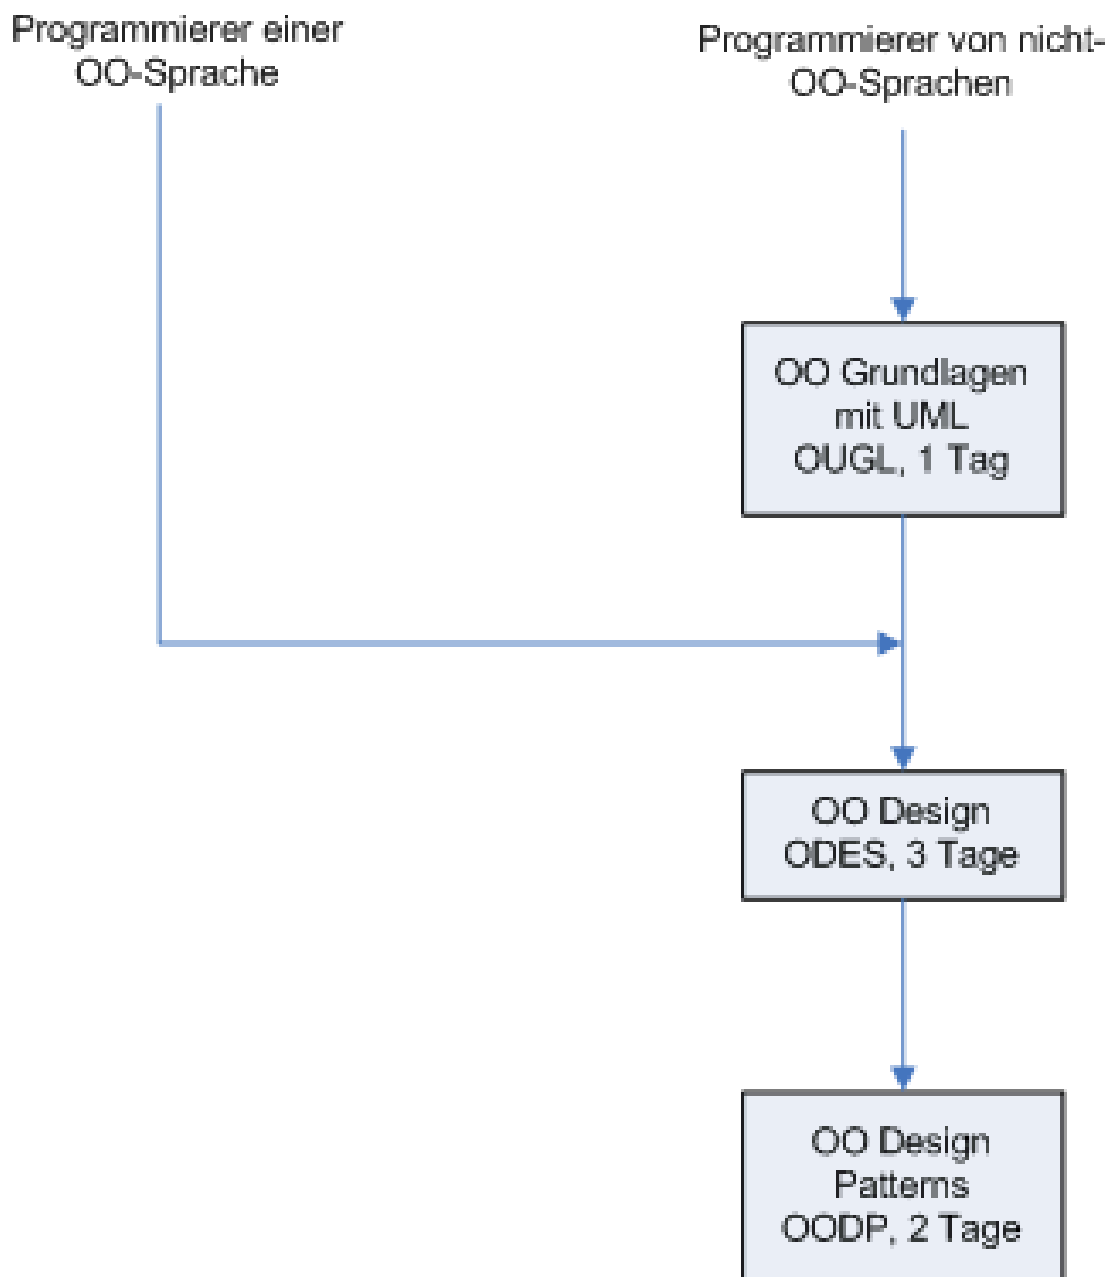 Programmierer einer
OO-Sprache
Programmierer von nicht-
OO-Sprachen
OO Grundlagen
mit UML
OUGL, 1 Tag
OO Design
ODES, 3 Tage
OO Design
Patterns
OODP, 2 Tage